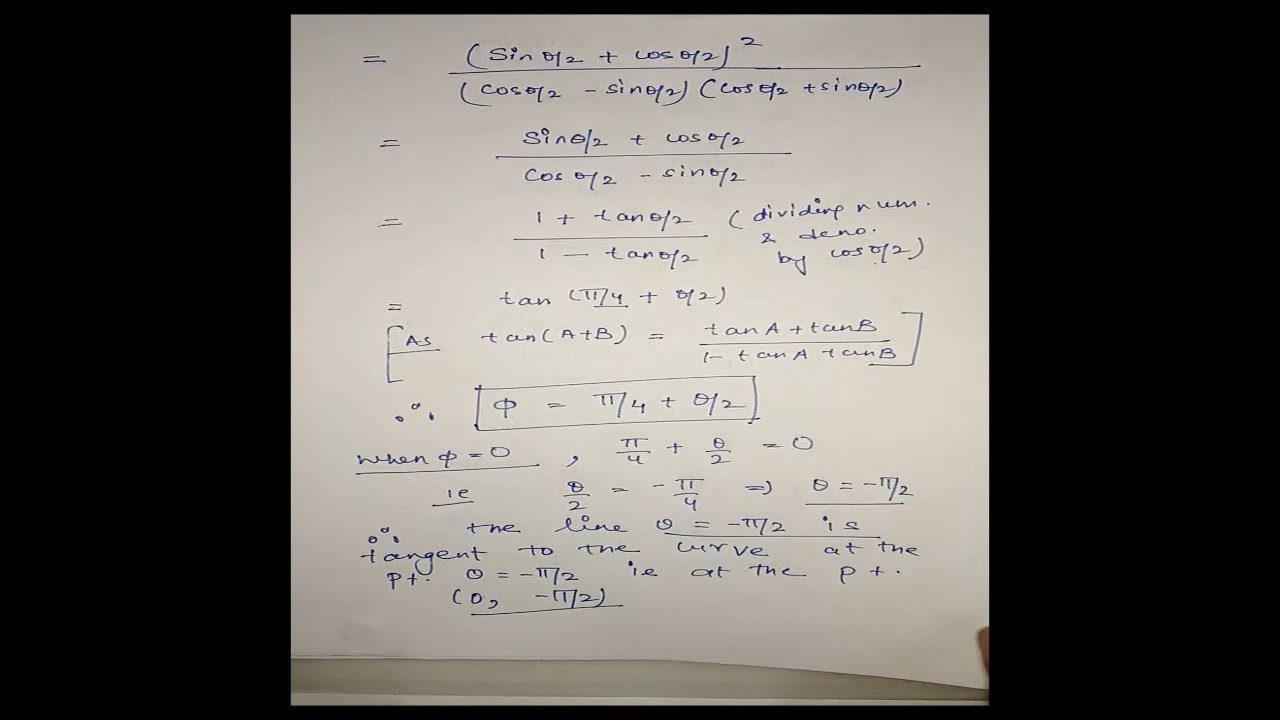 = (Sin θ/2 + cos θ/2)²
(cos θ/2 - sin θ/2) (cos θ/2 + sin θ/2)
= Sin θ/2 + cos θ/2
cos θ/2 - sin θ/2
= 1 + tan θ/2 (dividing num.
& deno.
1 - tan θ/2 by cos θ/2)
= tan (π/4 + θ/2)
[As tan(A+B) = tan A + tan B
1- tan A tan B]
∴ ϕ = π/4 + θ/2
when ϕ = 0 , π/4 + θ/2 = 0
ie θ/2 = - π/4 => θ = -π/2
∴ the line θ = -π/2 is
tangent to the curve at the
pt. θ = -π/2 ie at the pt.
(0, -π/2)